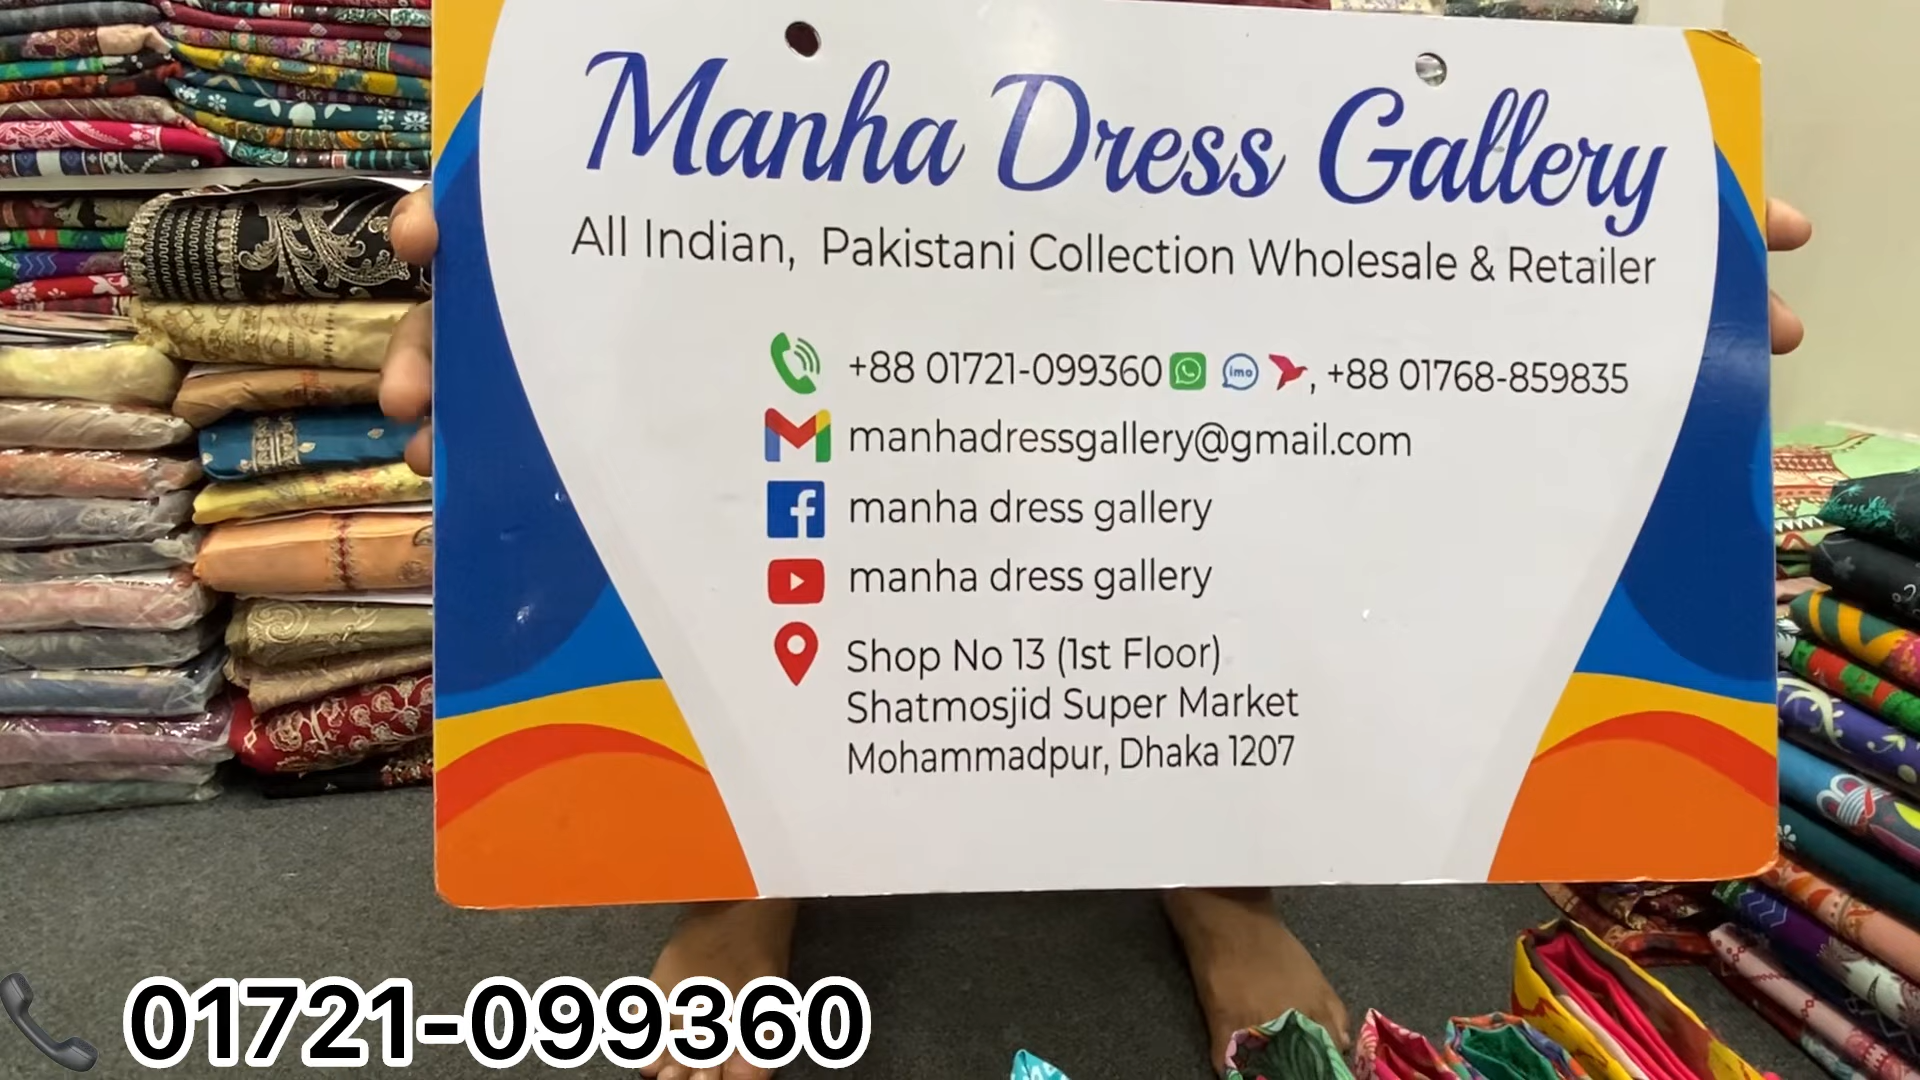 Manha Dress Gallery
All Indian, Pakistani Collection Wholesale & Retailer
+88 01721-099360 imo , +88 01768-859835
manhadressgallery@gmail.com
manha dress gallery
manha dress gallery
Shop No 13 (1st Floor)
Shatmosjid Super Market
Mohammadpur, Dhaka 1207
01721-099360